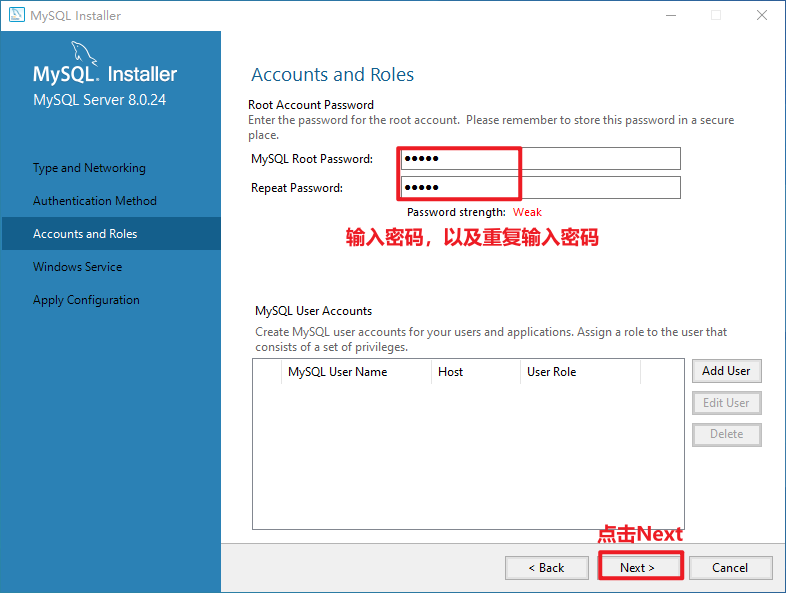 MySQL Installer
MySQL. Installer
MySQL Server 8.0.24
Type and Networking
Authentication Method
Accounts and Roles
Windows Service
Apply Configuration
Accounts and Roles
Root Account Password
Enter the password for the root account.  Please remember to store this password in a secure
place.
MySQL Root Password: •••••
Repeat Password: •••••
Password strength: Weak
输入密码，以及重复输入密码
MySQL User Accounts
Create MySQL user accounts for your users and applications. Assign a role to the user that
consists of a set of privileges.
MySQL User Name Host User Role
Add User
Edit User
Delete
点击Next
< Back Next > Cancel